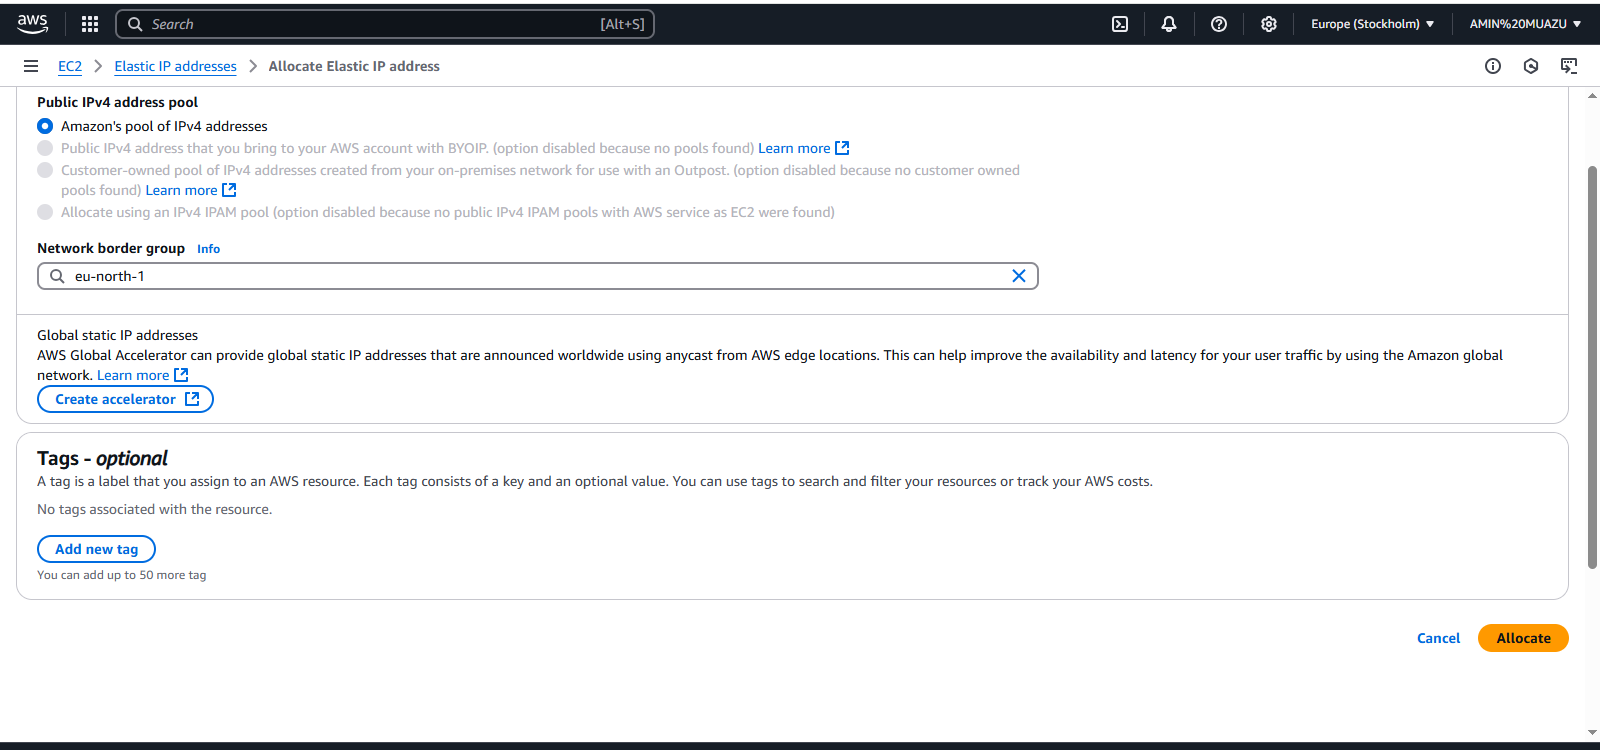 aws
Search [Alt+S]
Europe (Stockholm)
AMIN%20MUAZU
EC2 > Elastic IP addresses > Allocate Elastic IP address
Public IPv4 address pool
Amazon's pool of IPv4 addresses
Public IPv4 address that you bring to your AWS account with BYOIP. (option disabled because no pools found) Learn more
Customer-owned pool of IPv4 addresses created from your on-premises network for use with an Outpost. (option disabled because no customer owned
pools found) Learn more
Allocate using an IPv4 IPAM pool (option disabled because no public IPv4 IPAM pools with AWS service as EC2 were found)
Network border group Info
eu-north-1
Global static IP addresses
AWS Global Accelerator can provide global static IP addresses that are announced worldwide using anycast from AWS edge locations. This can help improve the availability and latency for your user traffic by using the Amazon global
network. Learn more
Create accelerator
Tags - optional
A tag is a label that you assign to an AWS resource. Each tag consists of a key and an optional value. You can use tags to search and filter your resources or track your AWS costs.
No tags associated with the resource.
Add new tag
You can add up to 50 more tag
Cancel
Allocate